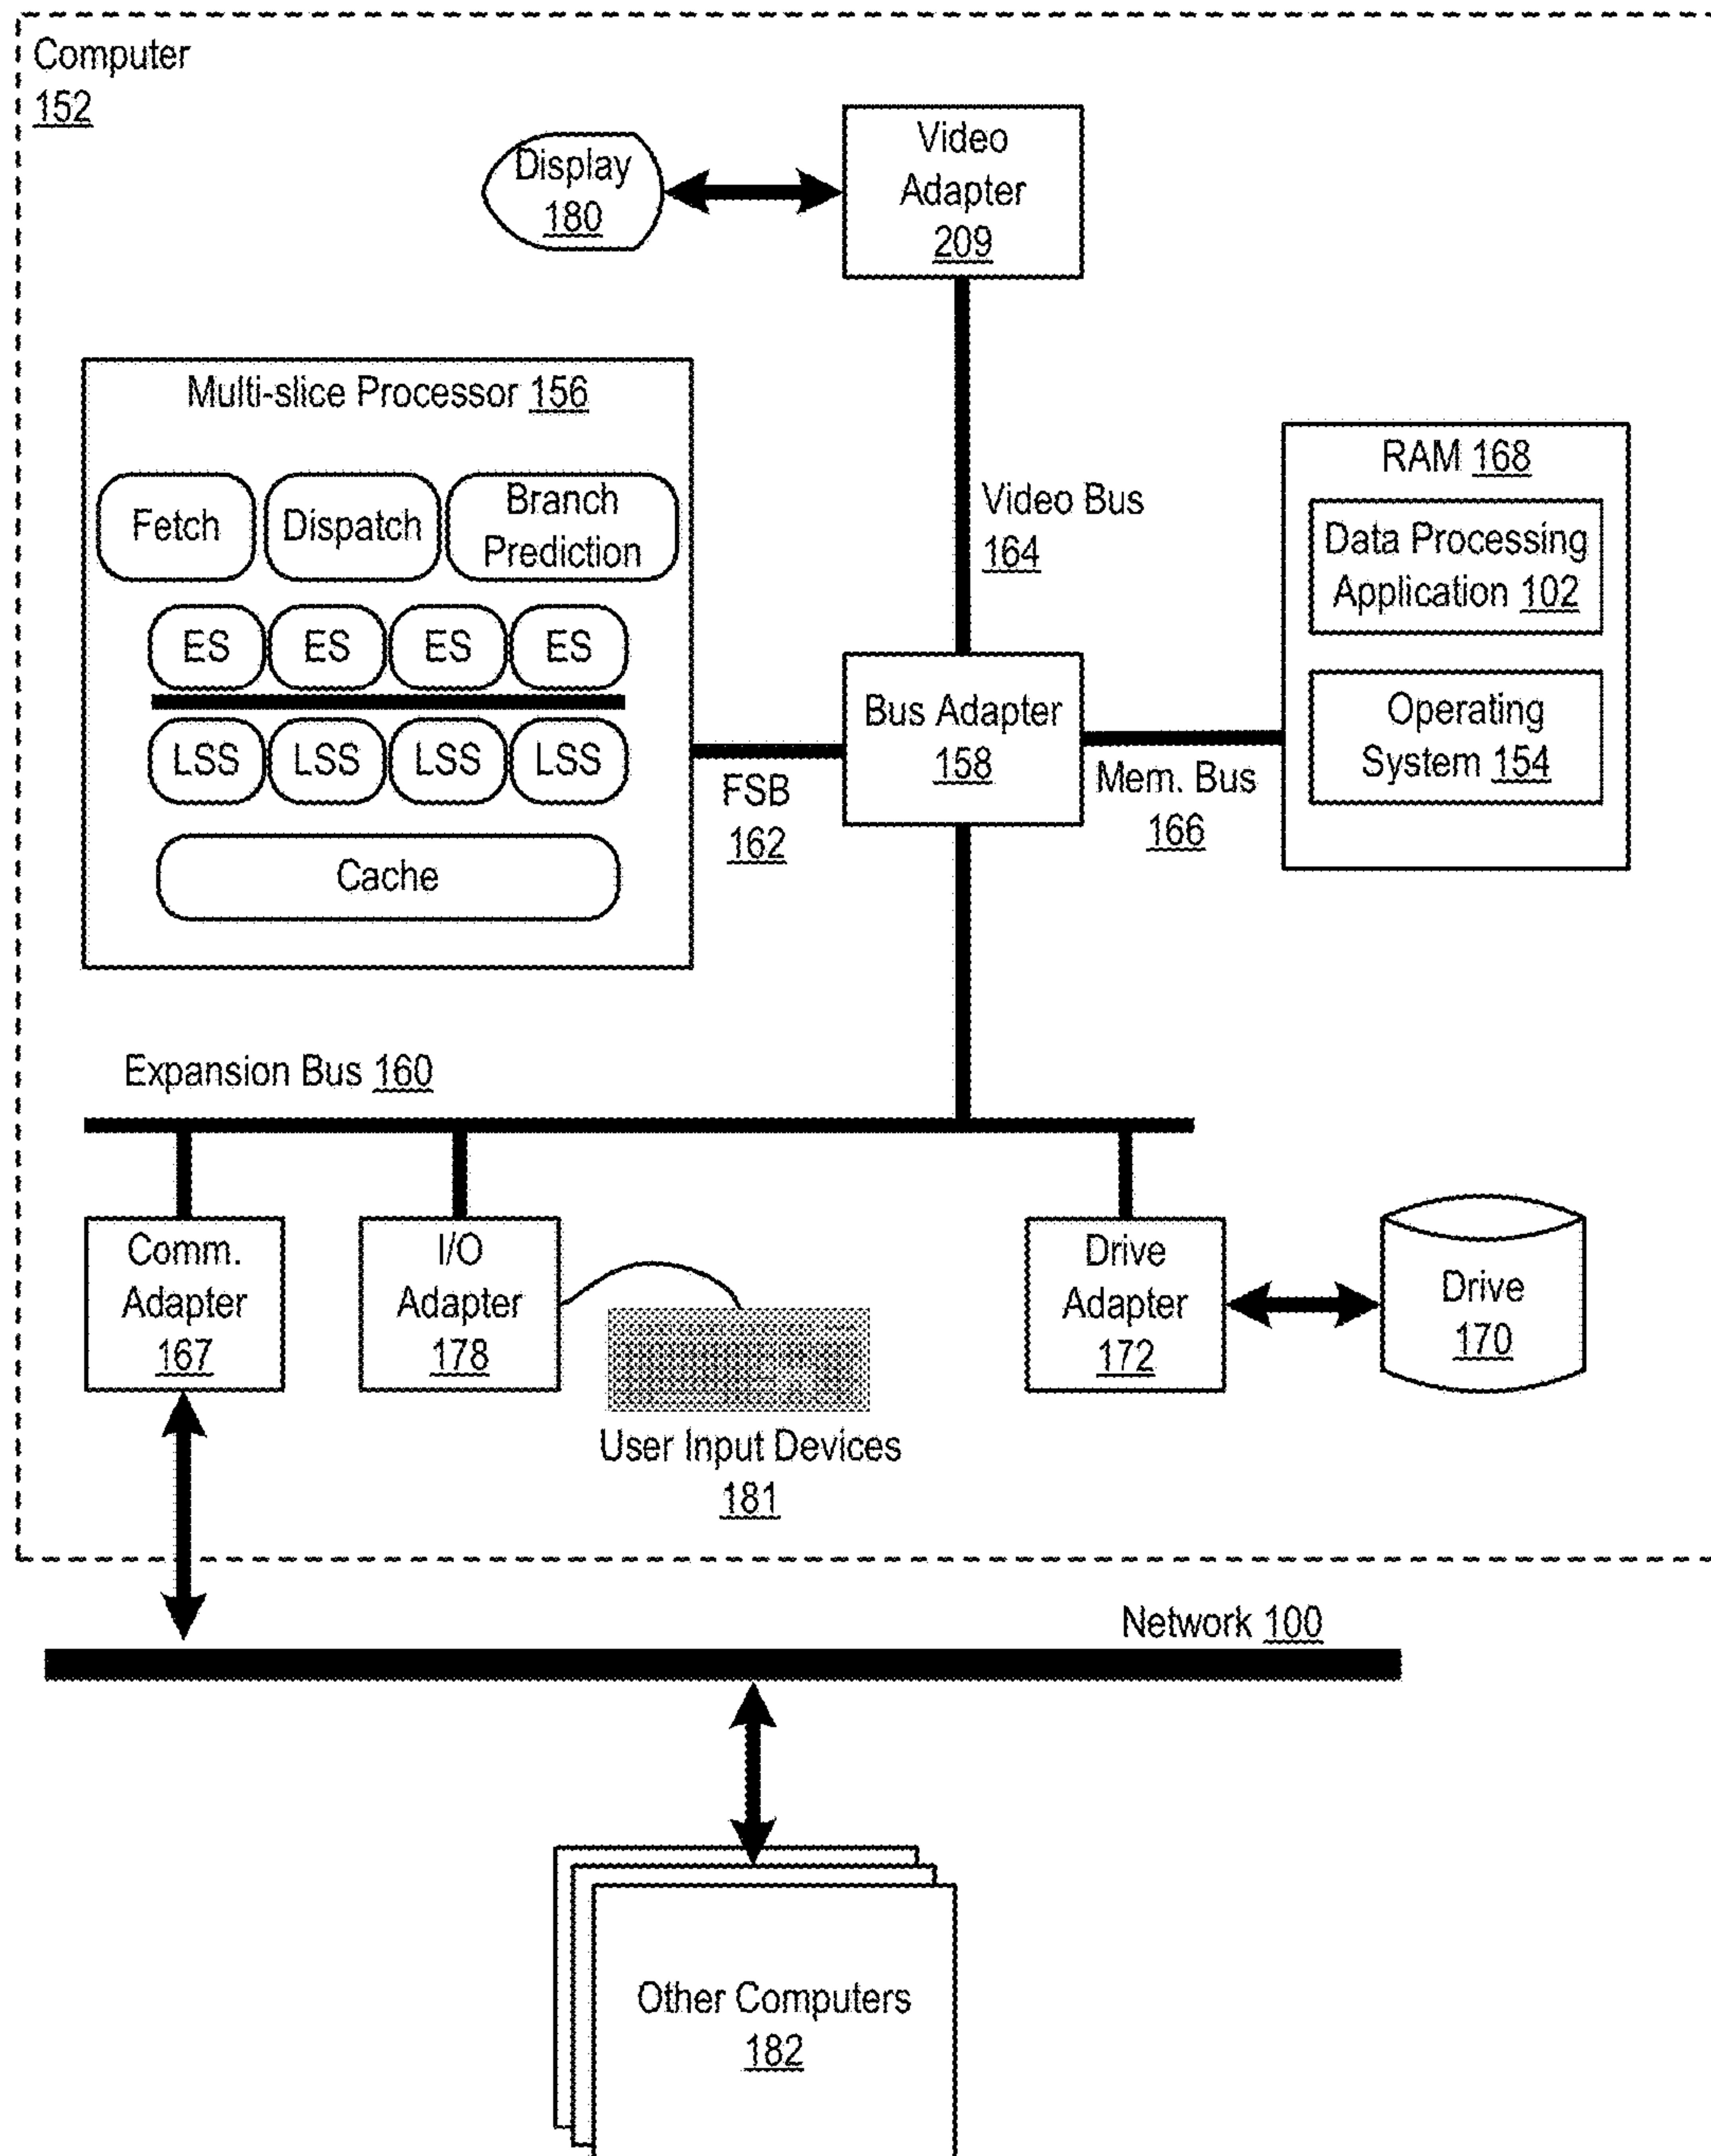 Computer
152
Display
180
Video
Adapter
209
Multi-slice Processor 156
Fetch
Dispatch
Branch
Prediction
ES
ES
ES
ES
LSS
LSS
LSS
LSS
Cache
Video Bus
164
RAM 168
Data Processing
Application 102
Operating
System 154
Bus Adapter
158
FSB
162
Mem. Bus
166
Expansion Bus 160
Comm.
Adapter
167
I/O
Adapter
178
User Input Devices
181
Drive
Adapter
172
Drive
170
Network 100
Other Computers
182